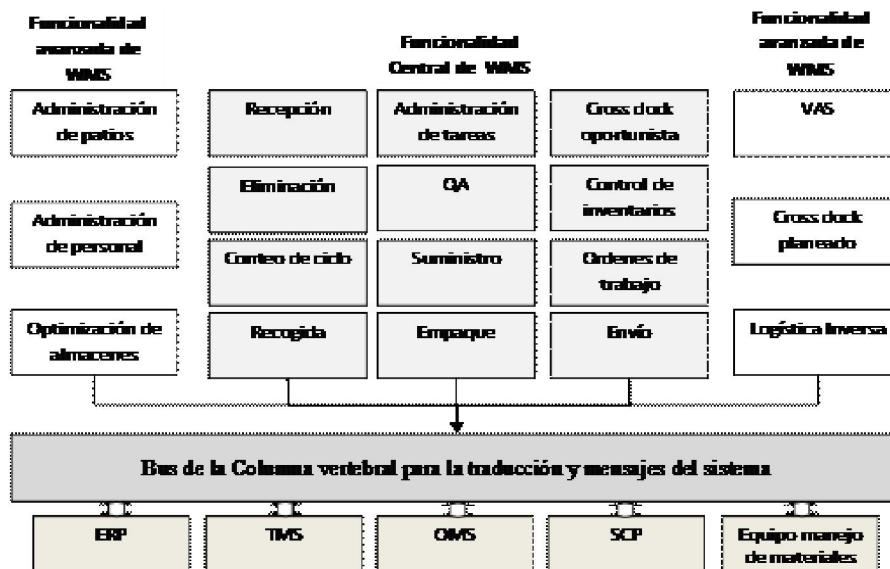 Funcionalidad
avanzada de
WMS
Funcionalidad
Central de WMS
Funcionalidad
avanzada de
WMS
Administración
de patios
Recepción
Administración
de tareas
Cross dock
oportunista
VAS
Eliminación
QA
Control de
inventarios
Administración
de personal
Cross dock
planeado
Conteo de ciclo
Suministro
Ordenes de
trabajo
Optimización de
almacenes
Recogida
Empaque
Envío
Logística Inversa
Bus de la Columna vertebral para la traducción y mensajes del sistema
ERP
TMS
OMS
SCP
Equipo manejo
de materiales